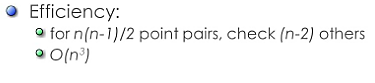 Efficiency:
for n(n-1)/2 point pairs, check (n-2) others
O(n³)